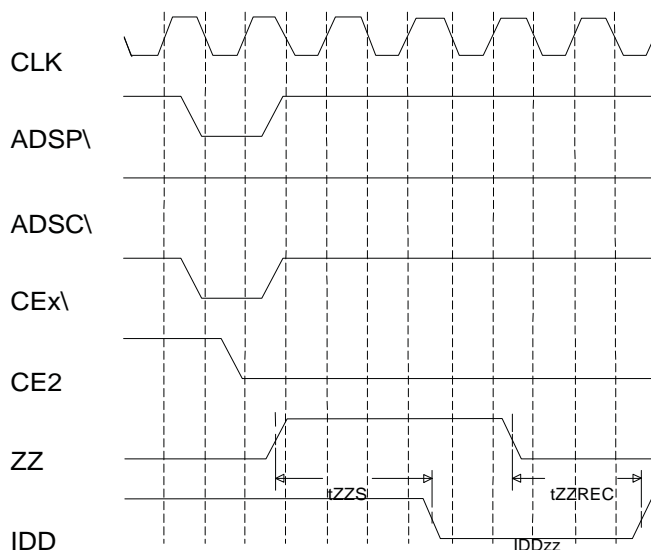 CLK
ADSP\
ADSC\
CEx\
CE2
ZZ
tZZS
tZZREC
IDD
IDDzz